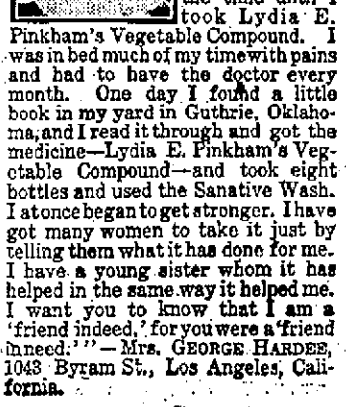 took Lydia E.
Pinkham's Vegetable Compound. I
was in bed much of my time with pains
and had to have the doctor every
month. One day I found a little
book in my yard in Guthrie, Oklaho-
ma, and I read it through and got the
medicine—Lydia E. Pinkham's Veg-
etable Compound—and took eight
bottles and used the Sanative Wash.
I at once began to get stronger. I have
got many women to take it just by
telling them what it has done for me.
I have a young sister whom it has
helped in the same way it helped me.
I want you to know that I am a
'friend indeed,' for you were a 'friend
in need.'"—Mrs. GEORGE HARDEE,
1043 Byram St., Los Angeles, Cali-
fornia.